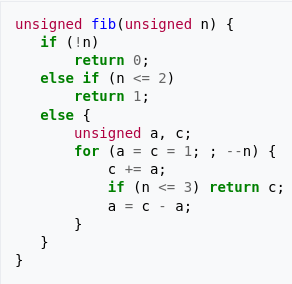 unsigned fib(unsigned n) {
   if (!n)
       return 0;
   else if (n <= 2)
       return 1;
   else {
       unsigned a, c;
       for (a = c = 1; ; --n) {
           c += a;
           if (n <= 3) return c;
           a = c - a;
       }
   }
}